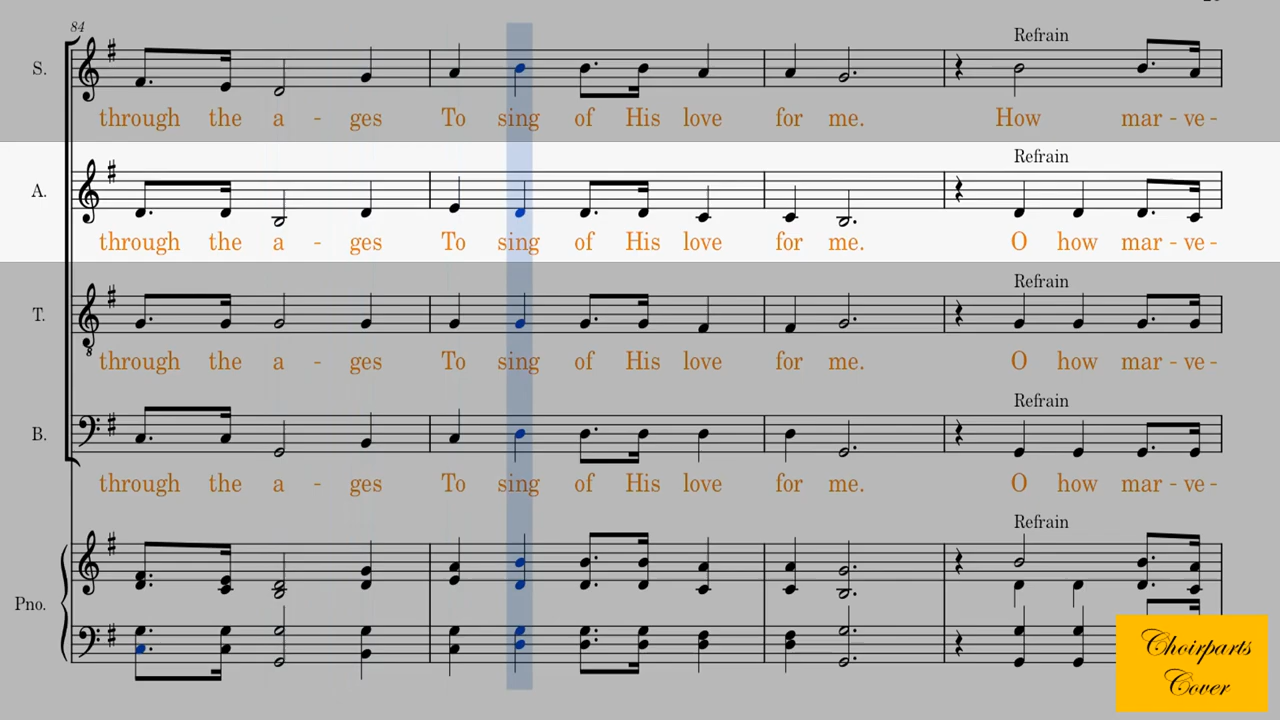 84
S.
through the a - ges To sing of His love for me. How mar - ve -
Refrain
A.
through the a - ges To sing of His love for me. O how mar - ve -
Refrain
T.
through the a - ges To sing of His love for me. O how mar - ve -
Refrain
B.
through the a - ges To sing of His love for me. O how mar - ve -
Refrain
Refrain
Pno.
Choirparts
Cover